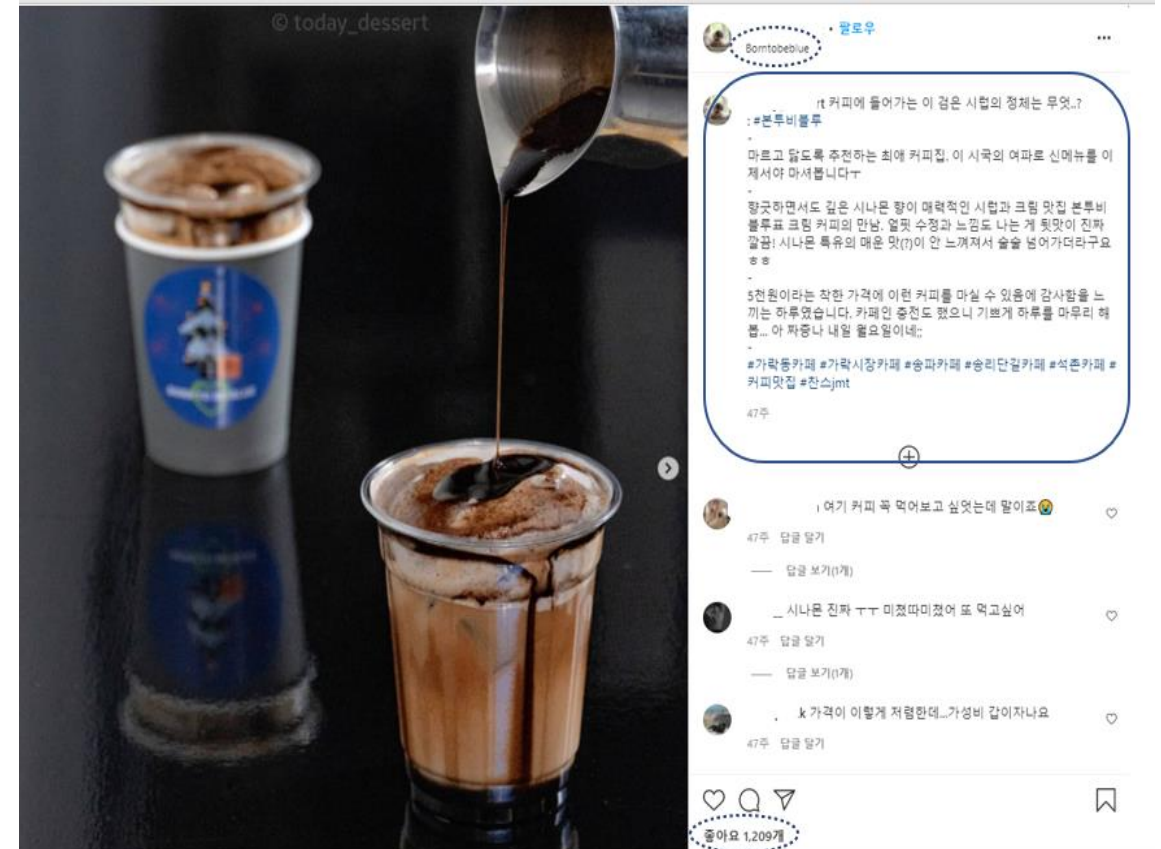 © today_dessert
• 팔로우
Borntobeblue
rt 커피에 들어가는 이 검은 시럽의 정체는 무엇..?
: #본투비블루
-
마르고 닳도록 추천하는 최애 커피집. 이 시국의 여파로 신메뉴를 이
제서야 마셔봅니다ㅜ
-
향긋하면서도 깊은 시나몬 향이 매력적인 시럽과 크림 맛집 본투비
블루표 크림 커피의 만남. 얼핏 수정과 느낌도 나는 게 뒷맛이 진짜
깔끔! 시나몬 특유의 매운 맛(?)이 안 느껴져서 술술 넘어가더라구요
ㅎㅎ
-
5천원이라는 착한 가격에 이런 커피를 마실 수 있음에 감사함을 느
끼는 하루였습니다. 카페인 충전도 했으니 기쁘게 하루를 마무리 해
봅... 아 짜증나 내일 월요일이네;;
-
#가락동카페 #가락시장카페 #송파카페 #송리단길카페 #석촌카페 #
커피맛집 #찬스jmt
47주
여기 커피 꼭 먹어보고 싶엇는데 말이죠😭
47주 답글 달기
답글 보기(1개)
시나몬 진짜 ㅜㅜ 미쳤따미쳤어 또 먹고싶어
47주 답글 달기
답글 보기(1개)
k 가격이 이렇게 저렴한데...가성비 갑이자나요
47주 답글 달기
좋아요 1,209개